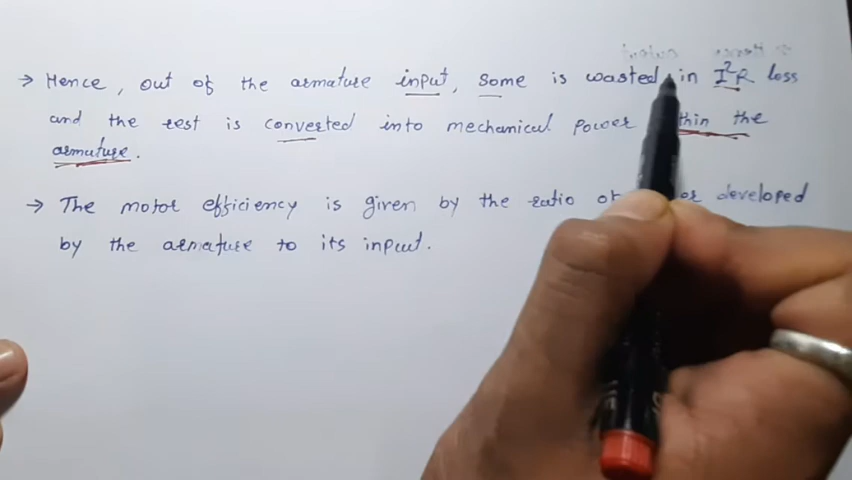 → Hence, out of the armature input, some is wasted in I²R loss
and the rest is converted into mechanical power within the
armature.
→ The motor efficiency is given by the ratio of developed
by the armature to its input.